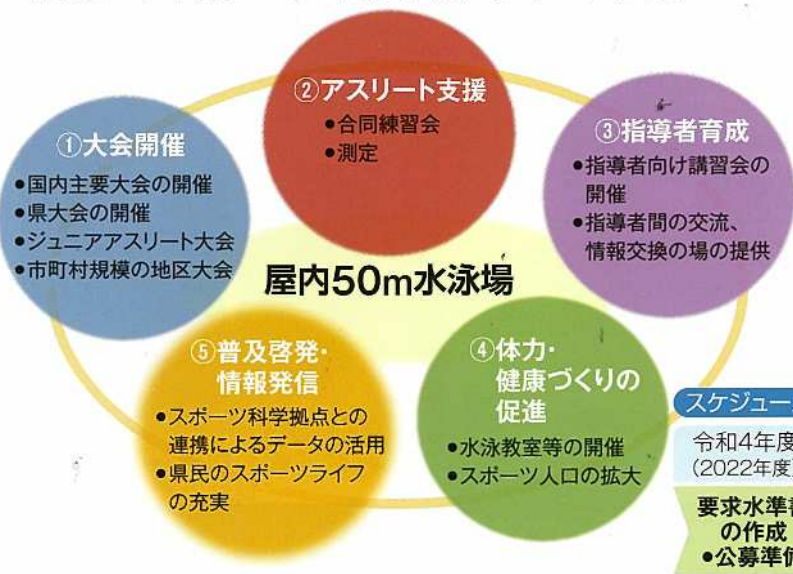 ①大会開催
●国内主要大会の開催
●県大会の開催
●ジュニアアスリート大会
●市町村規模の地区大会
②アスリート支援
●合同練習会
●測定
③指導者育成
●指導者向け講習会の
開催
●指導者間の交流、
情報交換の場の提供
屋内50m水泳場
⑤普及啓発・
情報発信
●スポーツ科学拠点との
連携によるデータの活用
●県民のスポーツライフ
の充実
④体力・
健康づくりの
促進
●水泳教室等の開催
●スポーツ人口の拡大
スケジュー
令和4年度
(2022年度
要求水準書
の作成
●公募準備